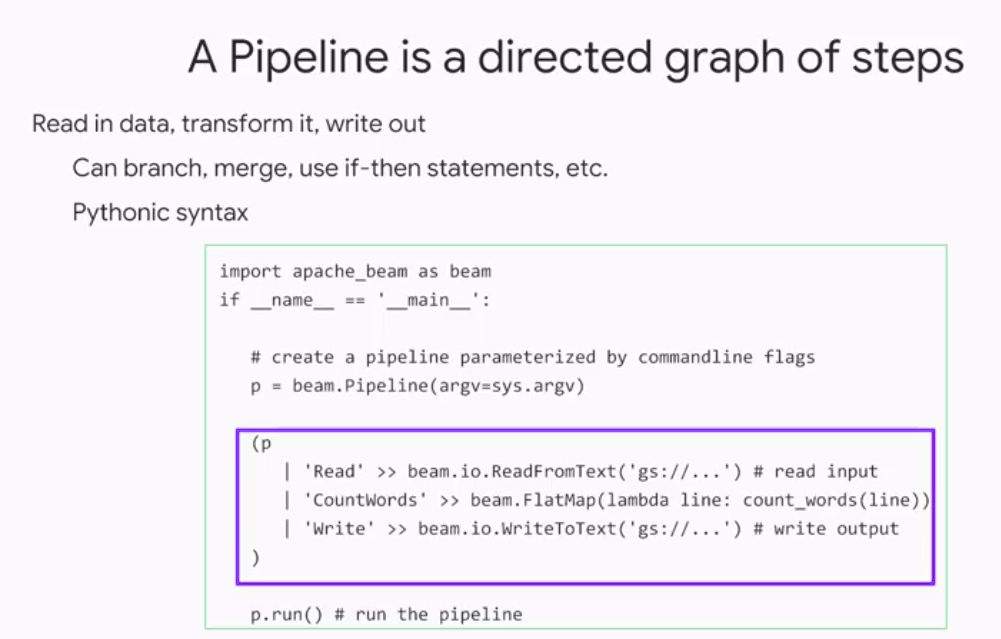 A Pipeline is a directed graph of steps
Read in data, transform it, write out
Can branch, merge, use if-then statements, etc.
Pythonic syntax
import apache_beam as beam
if __name__ == '__main__':
# create a pipeline parameterized by commandline flags
p = beam.Pipeline(argv=sys.argv)
(p
| 'Read' >> beam.io.ReadFromText('gs://...') # read input
| 'CountWords' >> beam.FlatMap(lambda line: count_words(line))
| 'Write' >> beam.io.WriteToText('gs://...') # write output
)
p.run() # run the pipeline